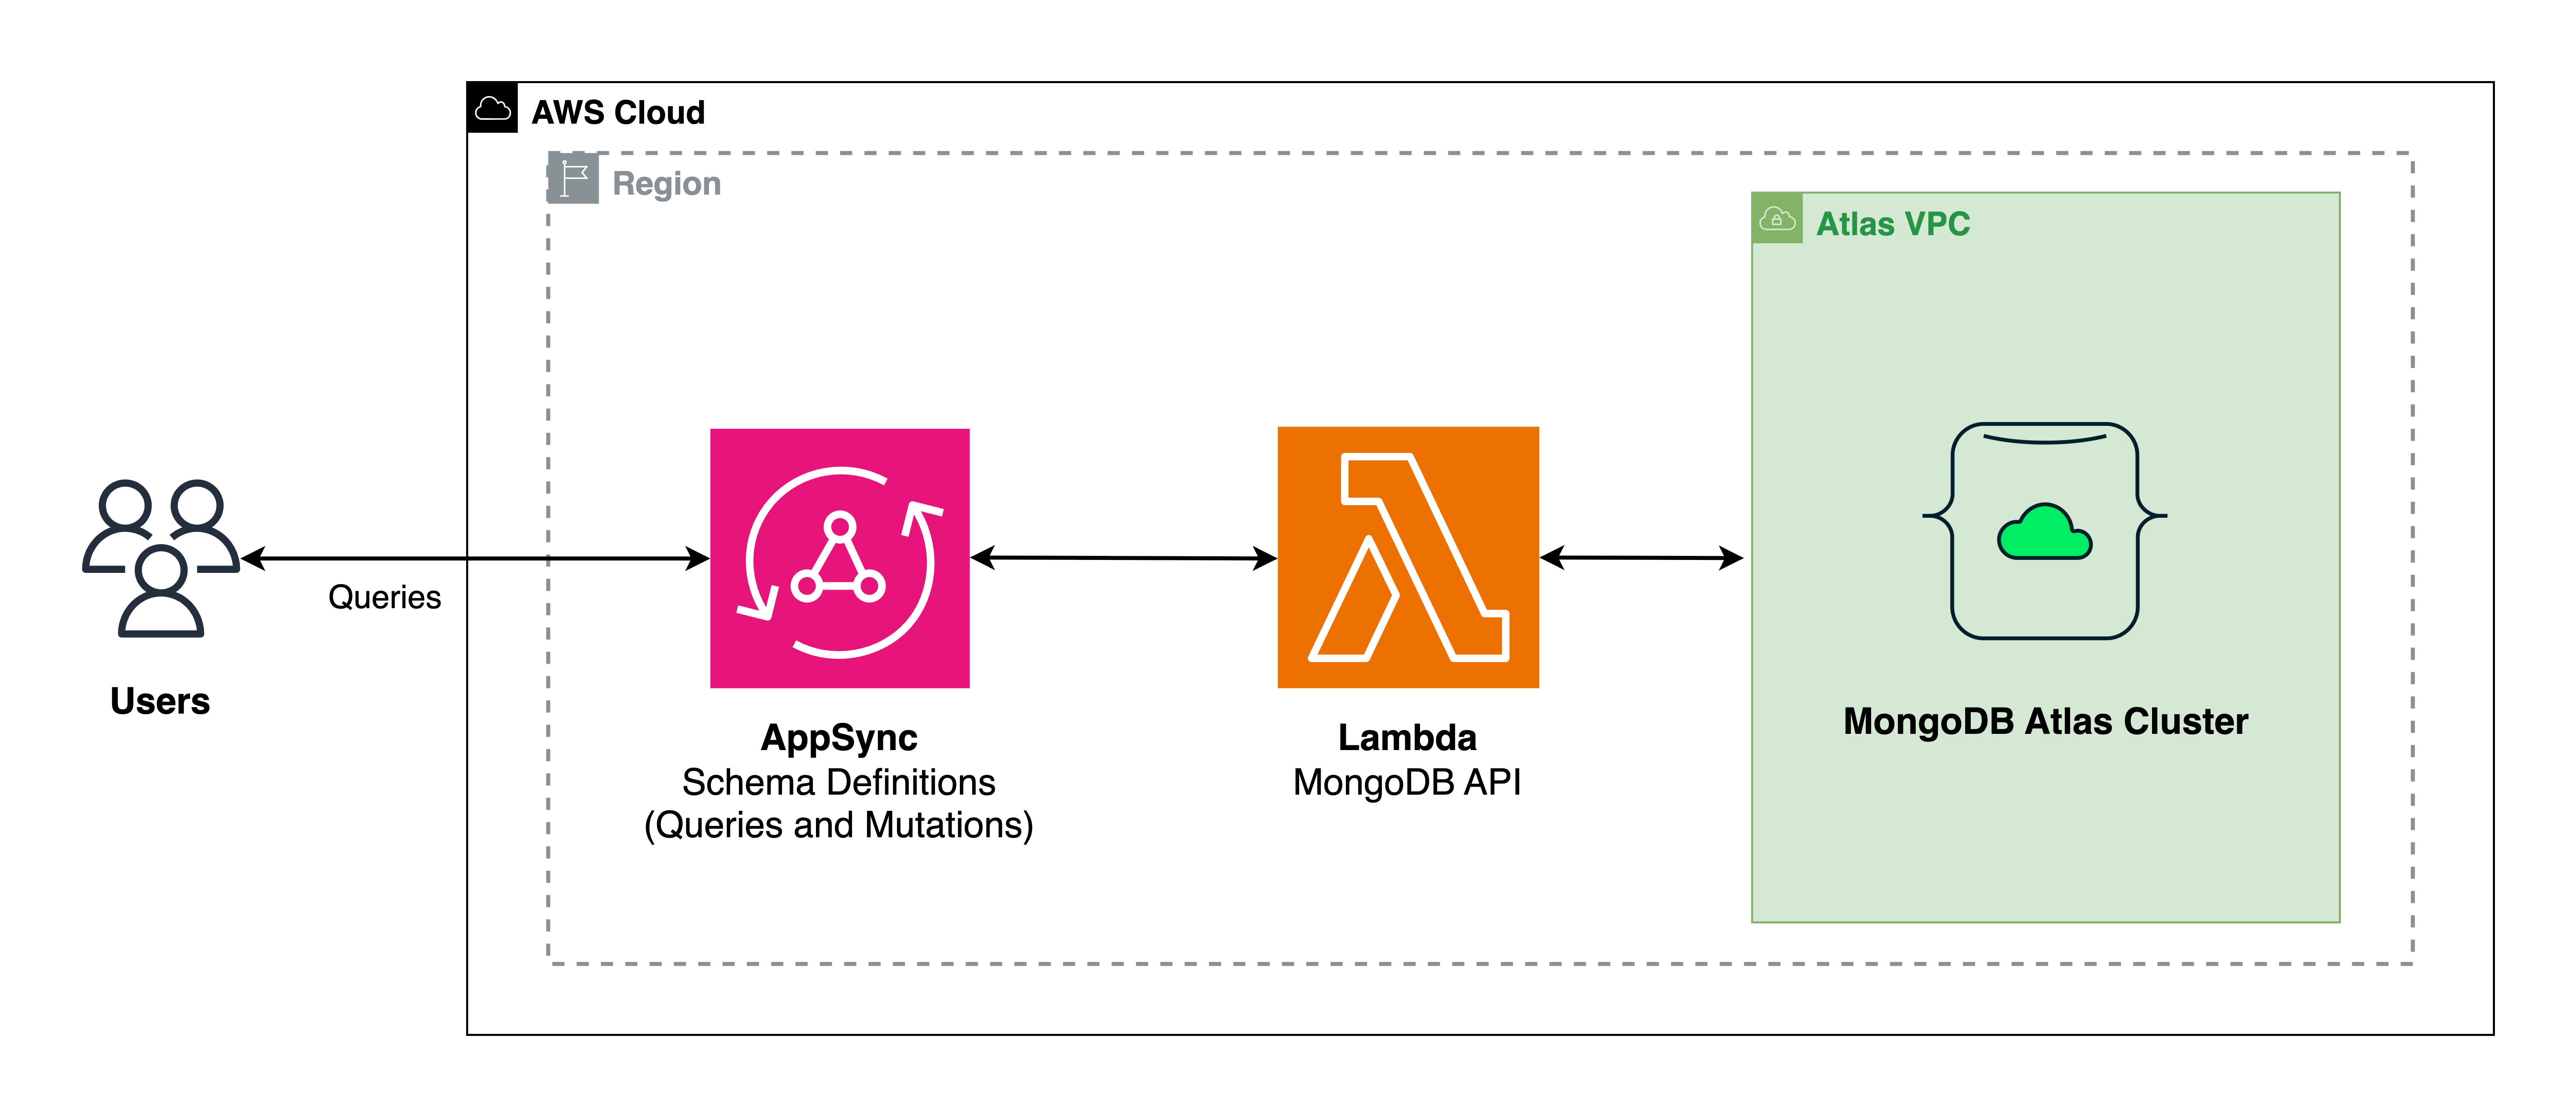 AWS Cloud
Region
Atlas VPC
Queries
Users
AppSync
Schema Definitions
(Queries and Mutations)
Lambda
MongoDB API
MongoDB Atlas Cluster